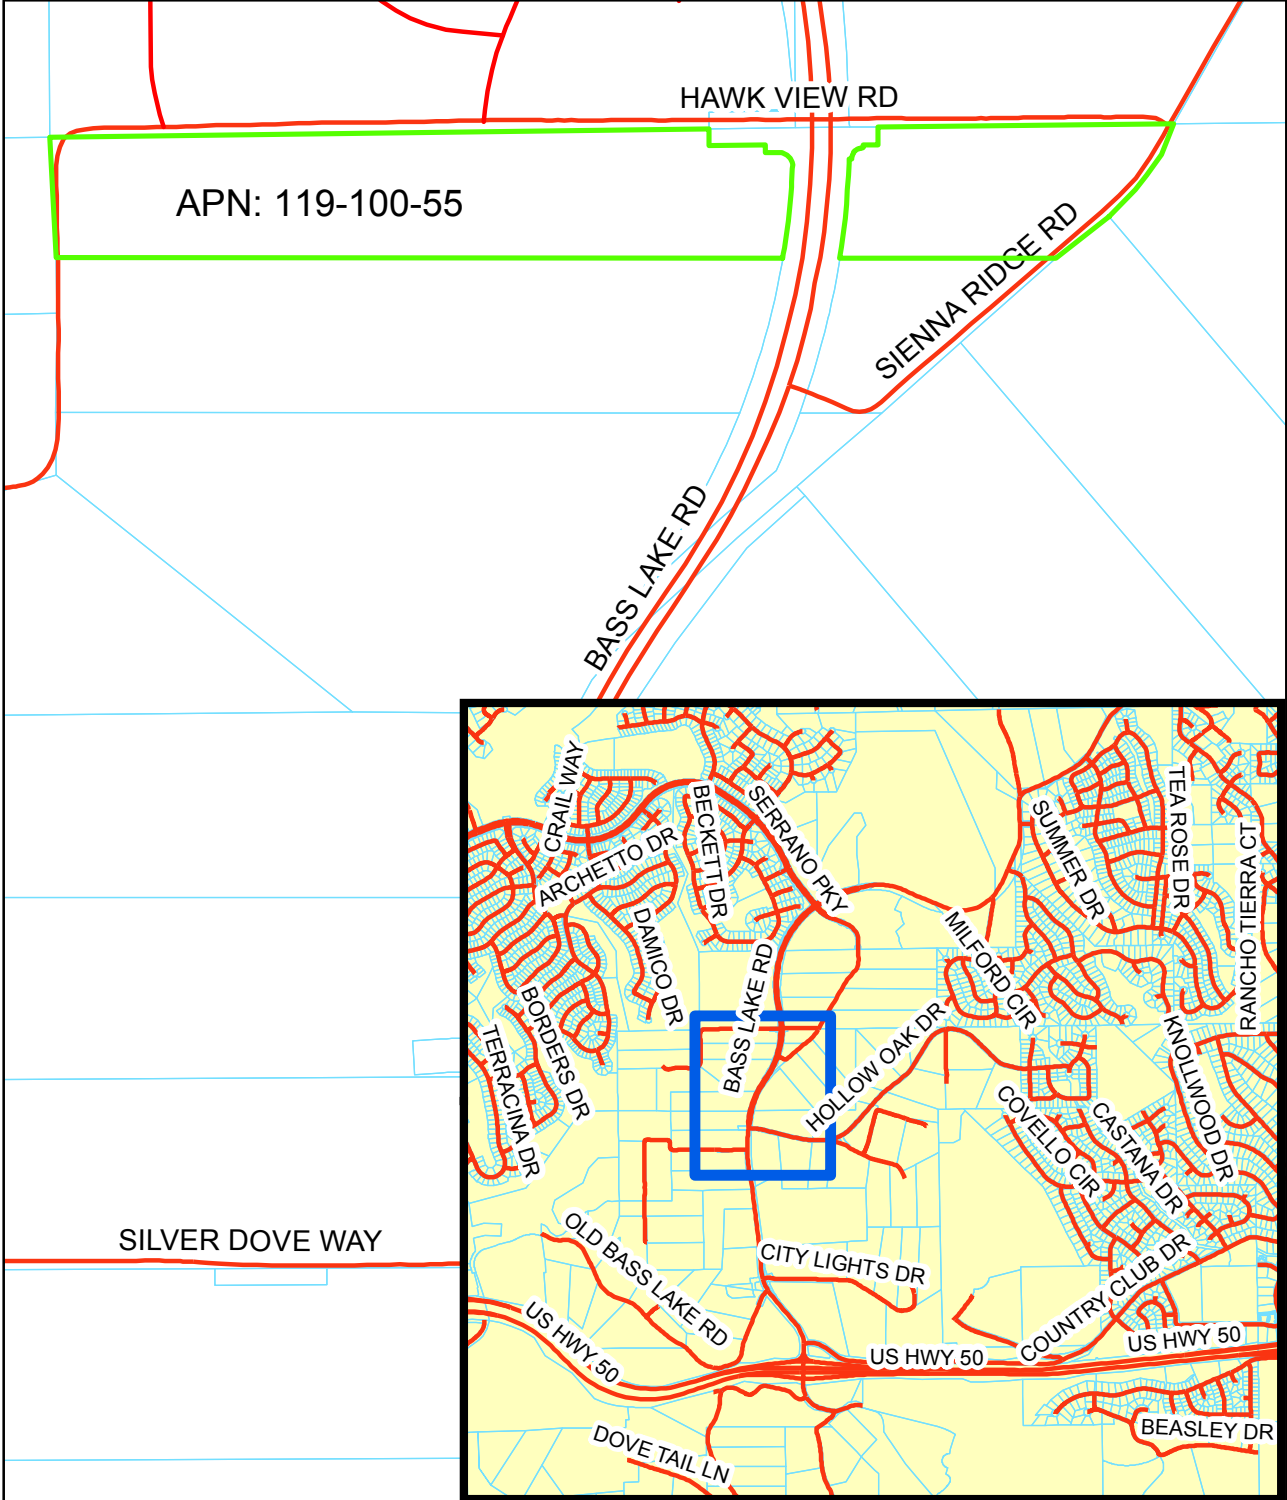 HAWK VIEW RD
APN: 119-100-55
SIENNA RIDGE RD
BASS LAKE RD
SILVER DOVE WAY
CRAIL WAY
BECKETT DR
SERRANO PKY
ARCHETTO DR
SUMMER DR
TEA ROSE DR
RANCHO TIERRA CT
DAMICO DR
MILFORD CIR
BASS LAKE RD
BORDERS DR
TERRACINA DR
HOLLOW OAK DR
KNOLLWOOD DR
COVELLO CIR
CASTANA DR
OLD BASS LAKE RD
CITY LIGHTS DR
COUNTRY CLUB DR
US HWY 50
US HWY 50
US HWY 50
BEASLEY DR
DOVE TAIL LN